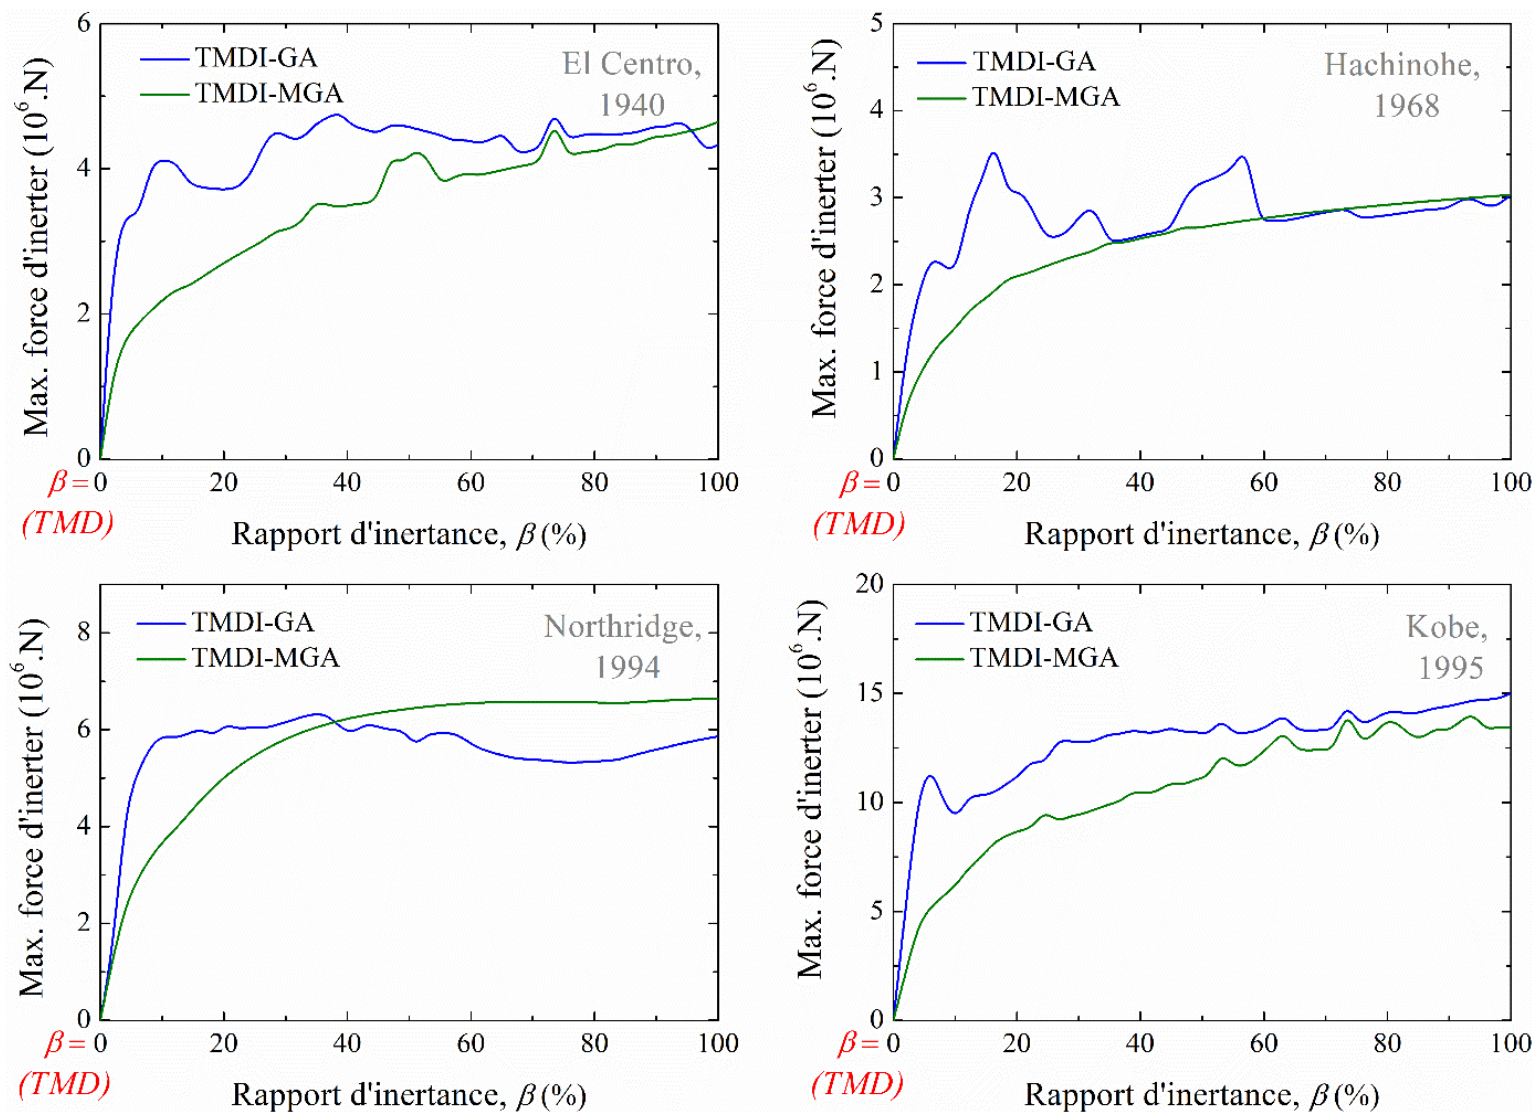 Max. force d'inerter (10⁶.N)
6
4
2
0
TMDI-GA
TMDI-MGA
El Centro,
1940
β = 0 20 40 60 80 100
(TMD)
Rapport d'inertance, β (%)
Max. force d'inerter (10⁶.N)
5
4
3
2
1
0
TMDI-GA
TMDI-MGA
Hachinohe,
1968
β = 0 20 40 60 80 100
(TMD)
Rapport d'inertance, β (%)
Max. force d'inerter (10⁶.N)
8
6
4
2
0
TMDI-GA
TMDI-MGA
Northridge,
1994
β = 0 20 40 60 80 100
(TMD)
Rapport d'inertance, β (%)
Max. force d'inerter (10⁶.N)
20
15
10
5
0
TMDI-GA
TMDI-MGA
Kobe,
1995
β = 0 20 40 60 80 100
(TMD)
Rapport d'inertance, β (%)